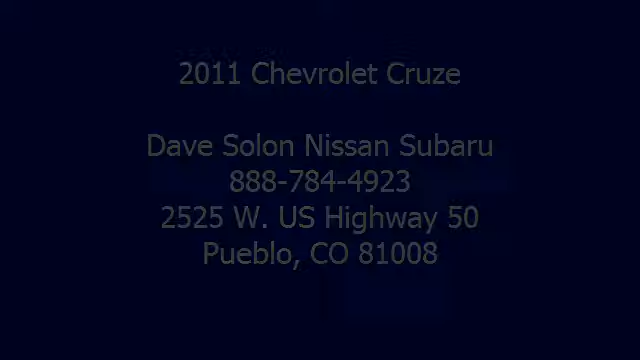 2011 Chevrolet Cruze
Dave Solon Nissan Subaru
888-784-4923
2525 W. US Highway 50
Pueblo, CO 81008